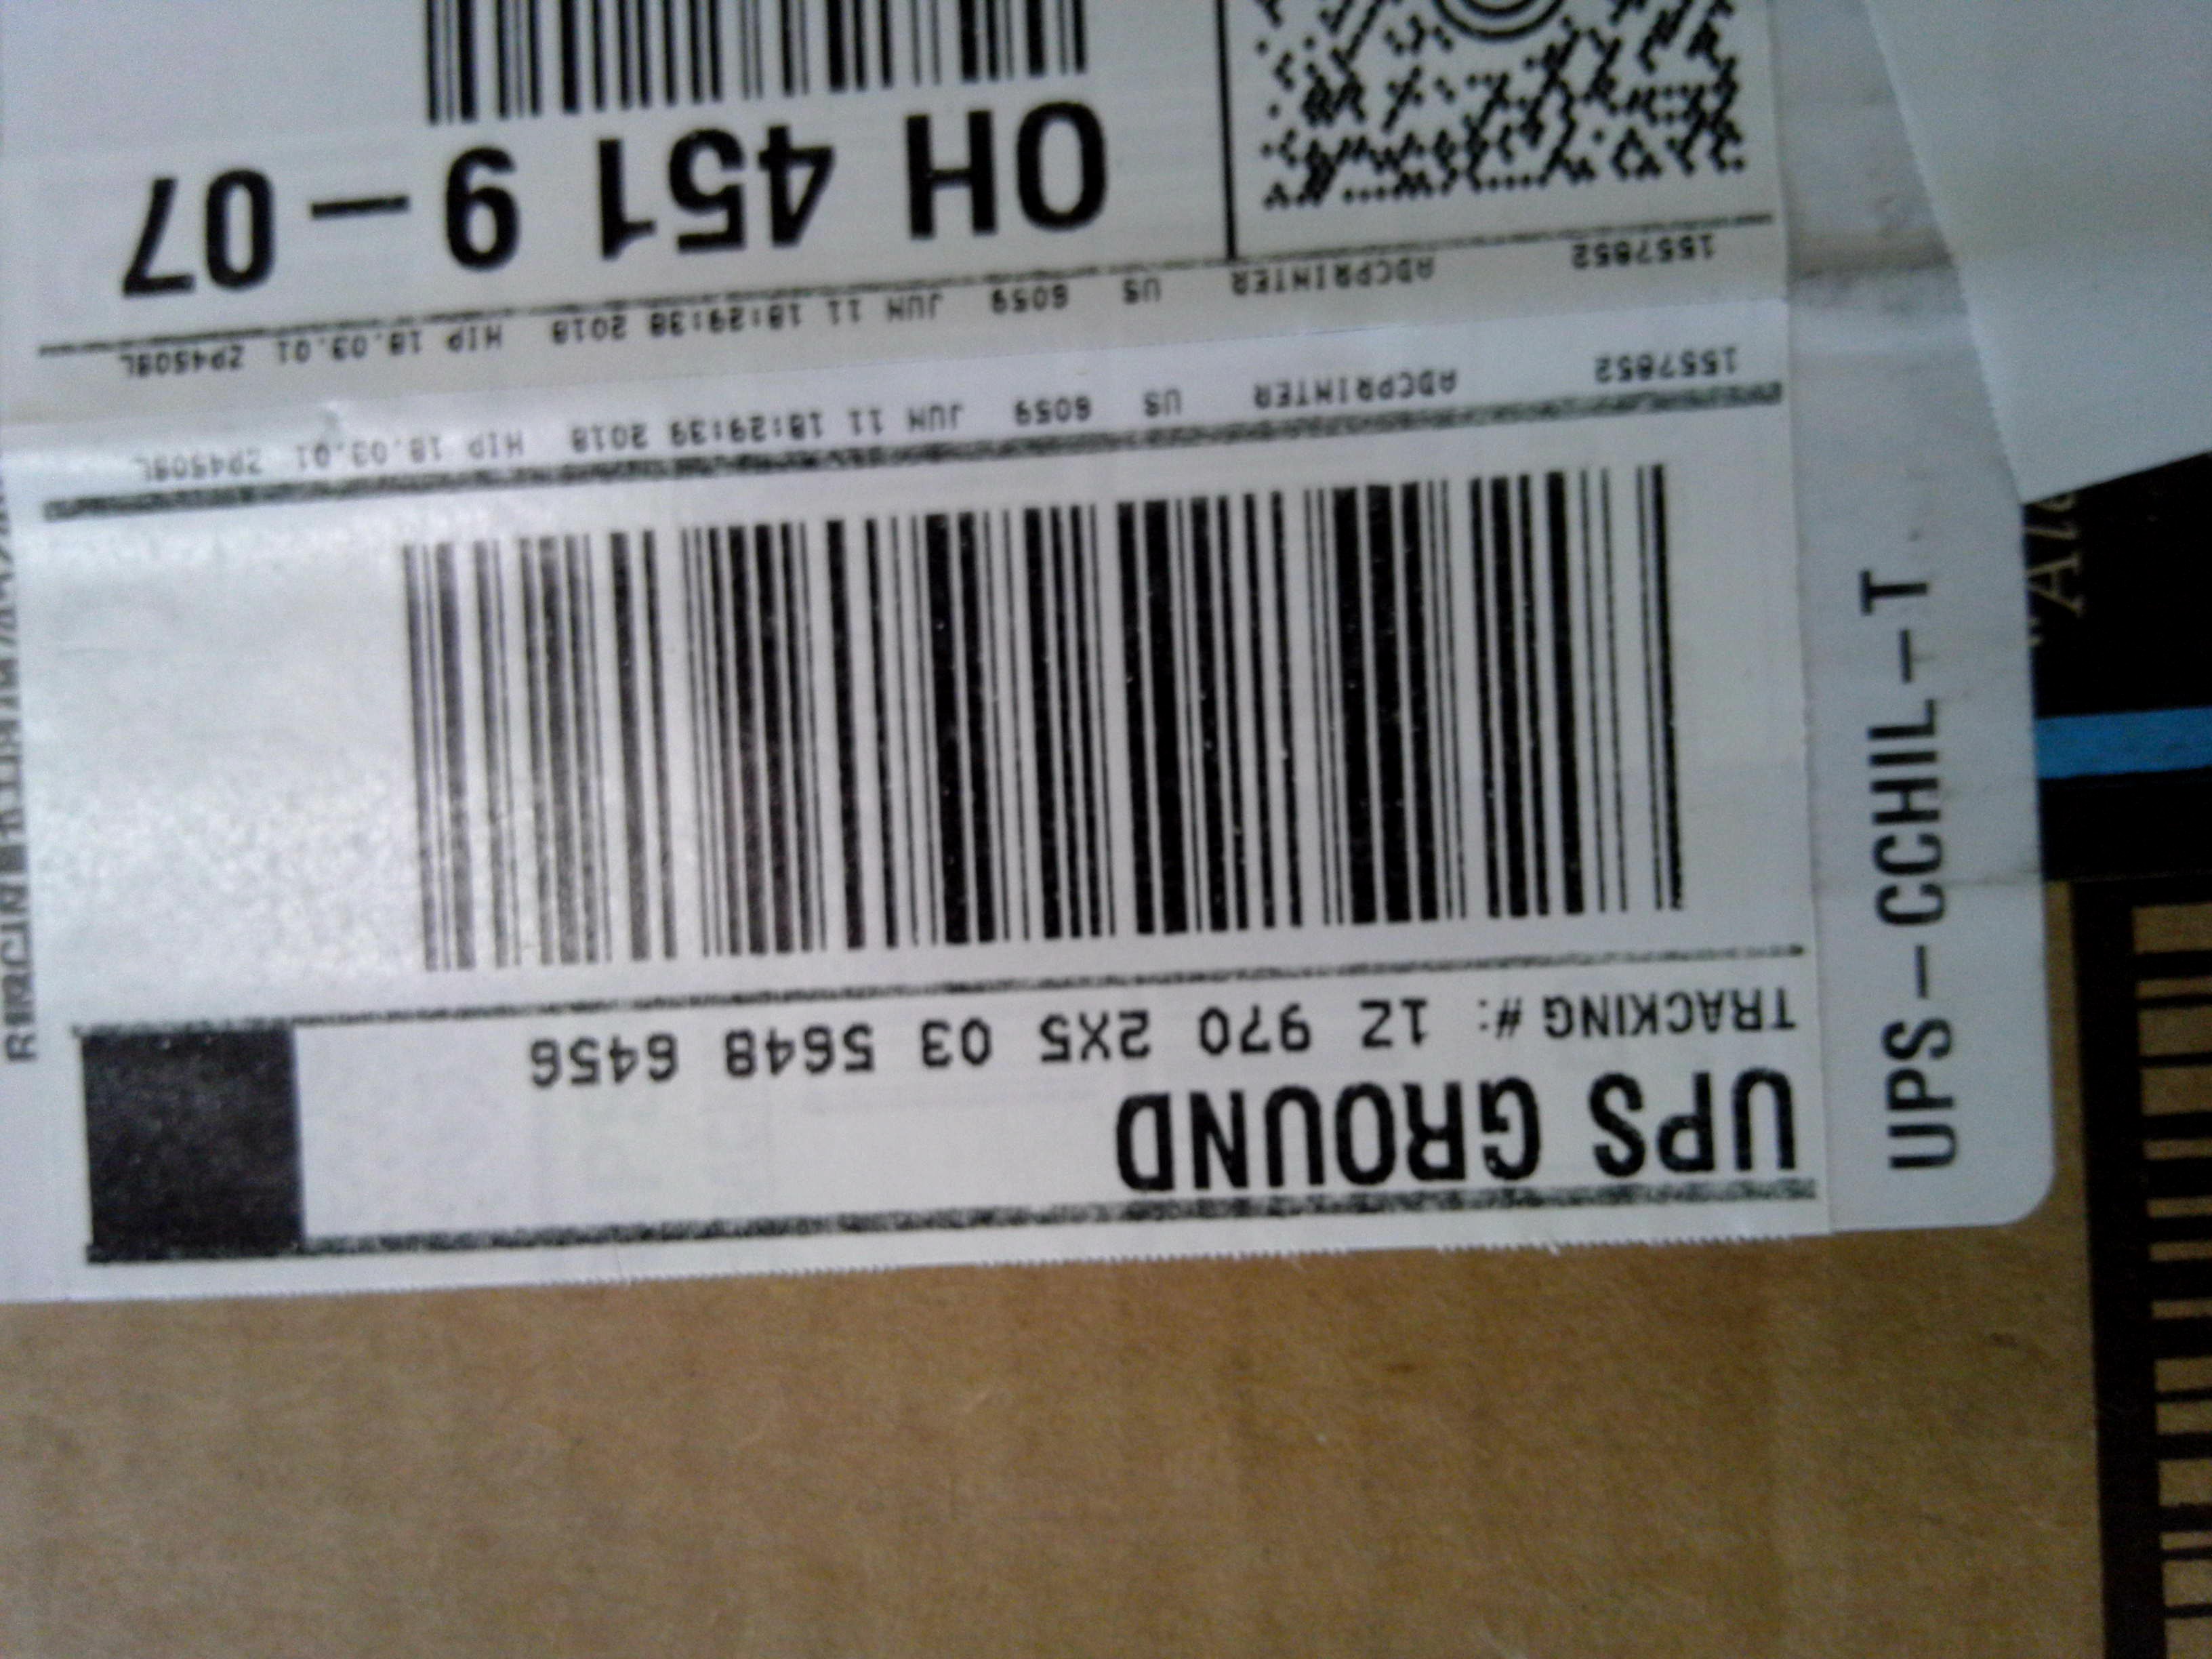 UPS GROUND
TRACKING #: 1Z 970 2X5 03 5648 6456
1557852 ADCPRINTER US 6059 JUN 11 18:29:39 2018 HIP 18.03.01 ZP450SL
1557852 ADCPRINTER US 6059 JUN 11 18:29:38 2018 HIP 18.03.01 ZP450SL
OH 451 9-07
UPS-CCHIL-T